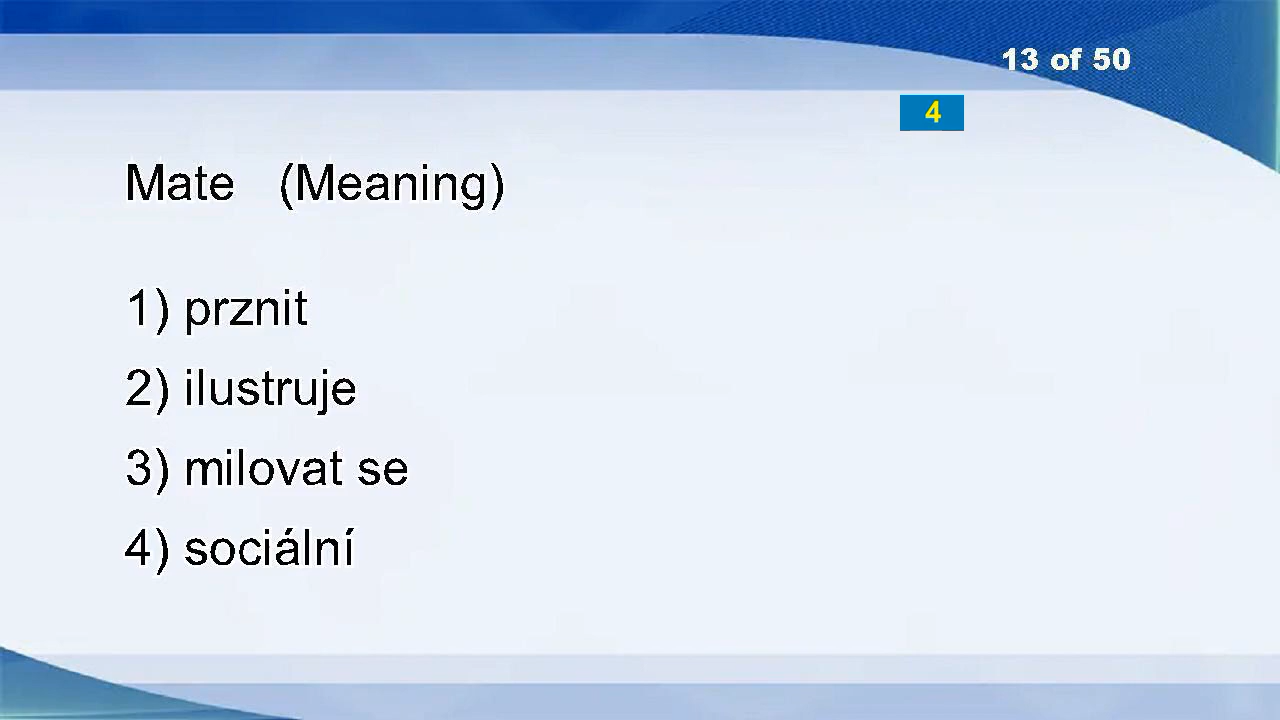 13 of 50
4
Mate (Meaning)
1) prznit
2) ilustruje
3) milovat se
4) sociální